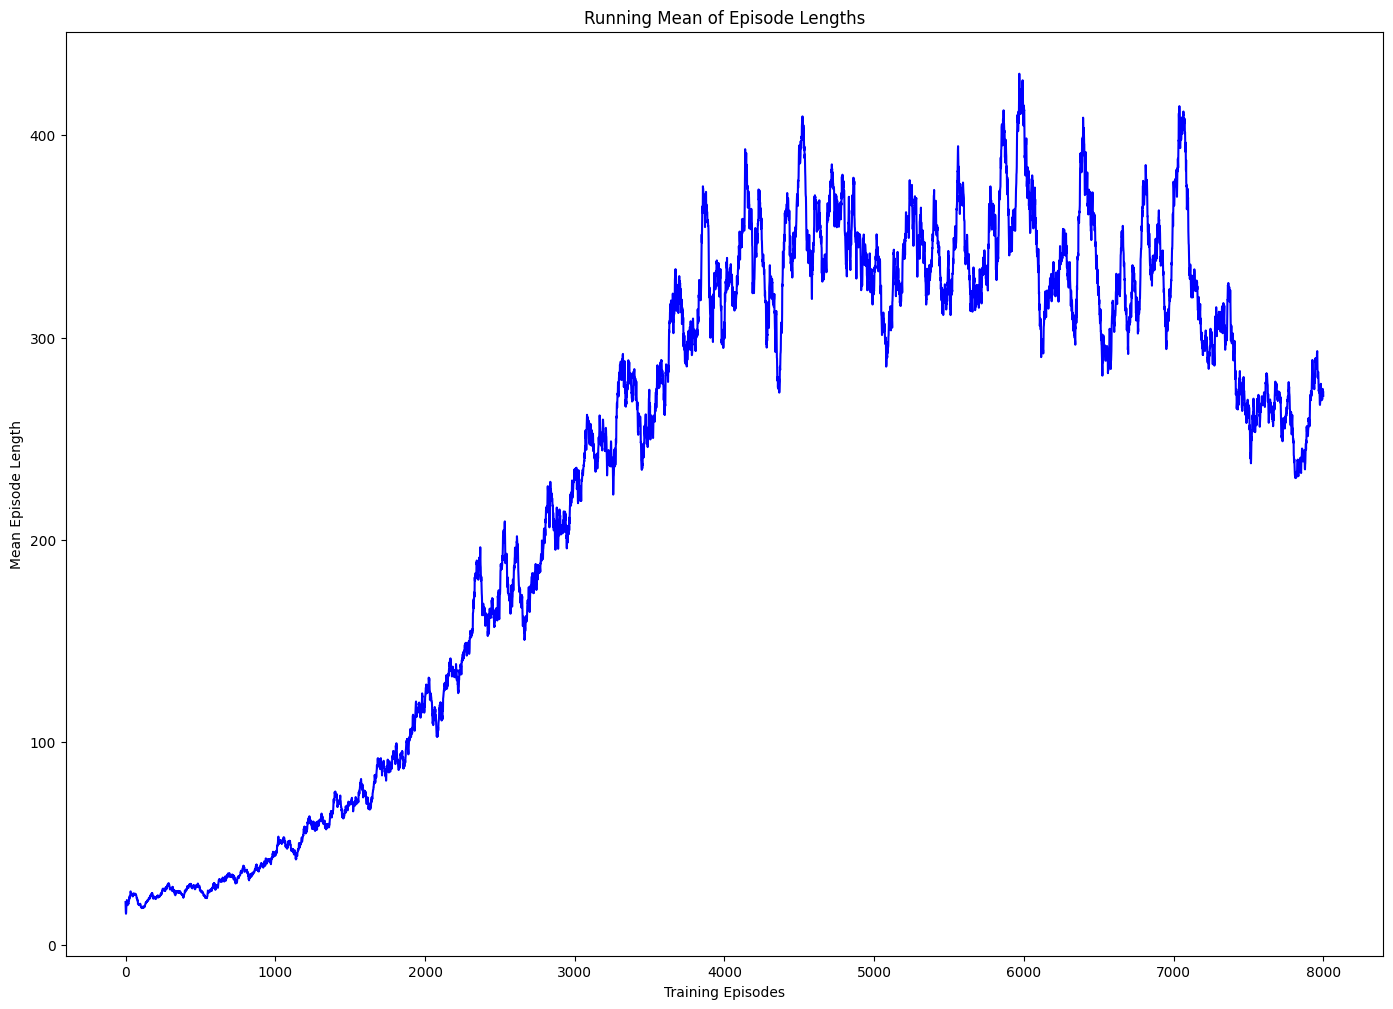 Running Mean of Episode Lengths
Mean Episode Length
400
300
200
100
0
0 1000 2000 3000 4000 5000 6000 7000 8000
Training Episodes